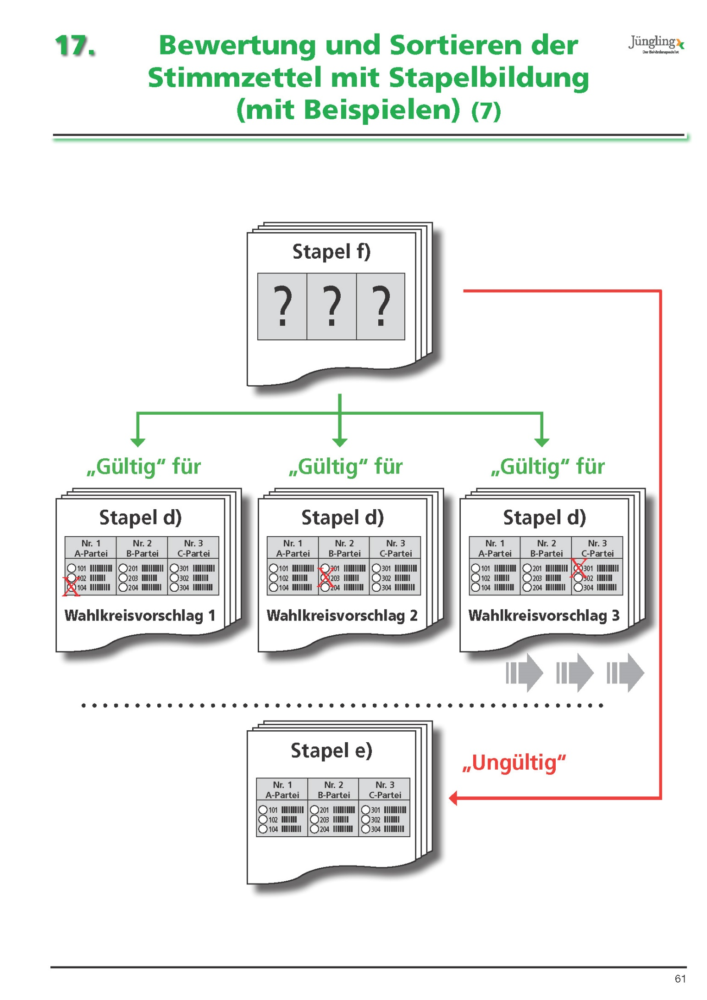 17.
Bewertung und Sortieren der
Stimmzettel mit Stapelbildung
(mit Beispielen) (7)
Jüngling
Der Behördenspezialist
Stapel f)
? ? ?
„Gültig“ für
„Gültig“ für
„Gültig“ für
Stapel d)
Nr. 1 Nr. 2 Nr. 3
A-Partei B-Partei C-Partei
101 201 301
102 203 302
104 204 304
Wahlkreisvorschlag 1
Stapel d)
Nr. 1 Nr. 2 Nr. 3
A-Partei B-Partei C-Partei
101 201 301
102 203 302
104 204 304
Wahlkreisvorschlag 2
Stapel d)
Nr. 1 Nr. 2 Nr. 3
A-Partei B-Partei C-Partei
101 201 301
102 203 302
104 204 304
Wahlkreisvorschlag 3
Stapel e)
Nr. 1 Nr. 2 Nr. 3
A-Partei B-Partei C-Partei
101 201 301
102 203 302
104 204 304
„Ungültig“
61